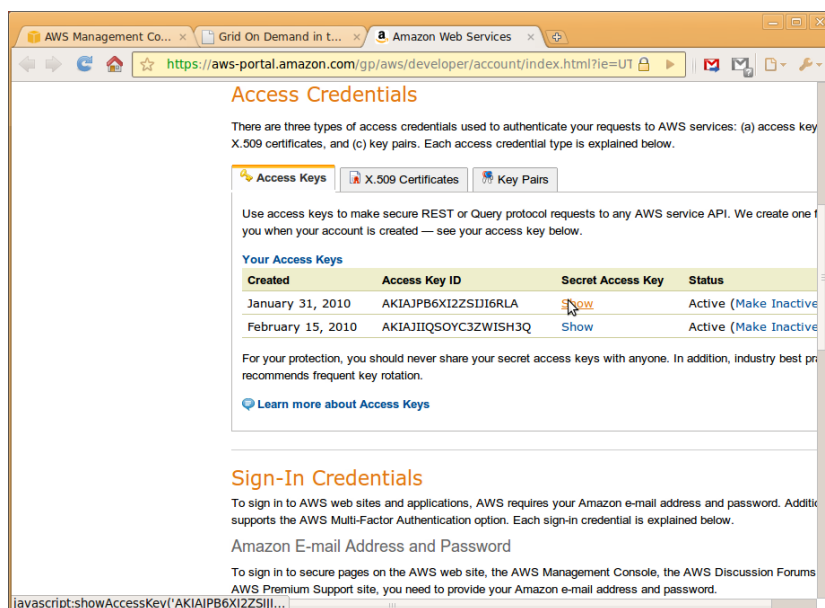 AWS Management Co... × Grid On Demand in t... × Amazon Web Services ×
https://aws-portal.amazon.com/gp/aws/developer/account/index.html?ie=UT
Access Credentials
There are three types of access credentials used to authenticate your requests to AWS services: (a) access key
X.509 certificates, and (c) key pairs. Each access credential type is explained below.
Access Keys X.509 Certificates Key Pairs
Use access keys to make secure REST or Query protocol requests to any AWS service API. We create one f
you when your account is created — see your access key below.
Your Access Keys
Created Access Key ID Secret Access Key Status
January 31, 2010 AKIAJPB6XI2ZSIJI6RLA Show Active (Make Inactive
February 15, 2010 AKIAJIIQSOYC3ZWISH3Q Show Active (Make Inactive
For your protection, you should never share your secret access keys with anyone. In addition, industry best pra
recommends frequent key rotation.
Learn more about Access Keys
Sign-In Credentials
To sign in to AWS web sites and applications, AWS requires your Amazon e-mail address and password. Additio
supports the AWS Multi-Factor Authentication option. Each sign-in credential is explained below.
Amazon E-mail Address and Password
To sign in to secure pages on the AWS web site, the AWS Management Console, the AWS Discussion Forums
AWS Premium Support site, you need to provide your Amazon e-mail address and password.
javascript:showAccessKey('AKIAJPB6XI2ZSIJI...